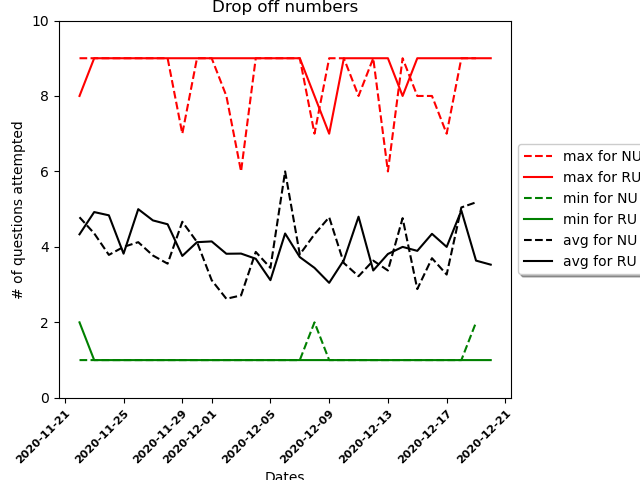 Drop off numbers
10
8
6
4
2
0
# of questions attempted
2020-11-21
2020-11-25
2020-11-29
2020-12-01
2020-12-05
2020-12-09
2020-12-13
2020-12-17
2020-12-21
Dates
max for NU
max for RU
min for NU
min for RU
avg for NU
avg for RU